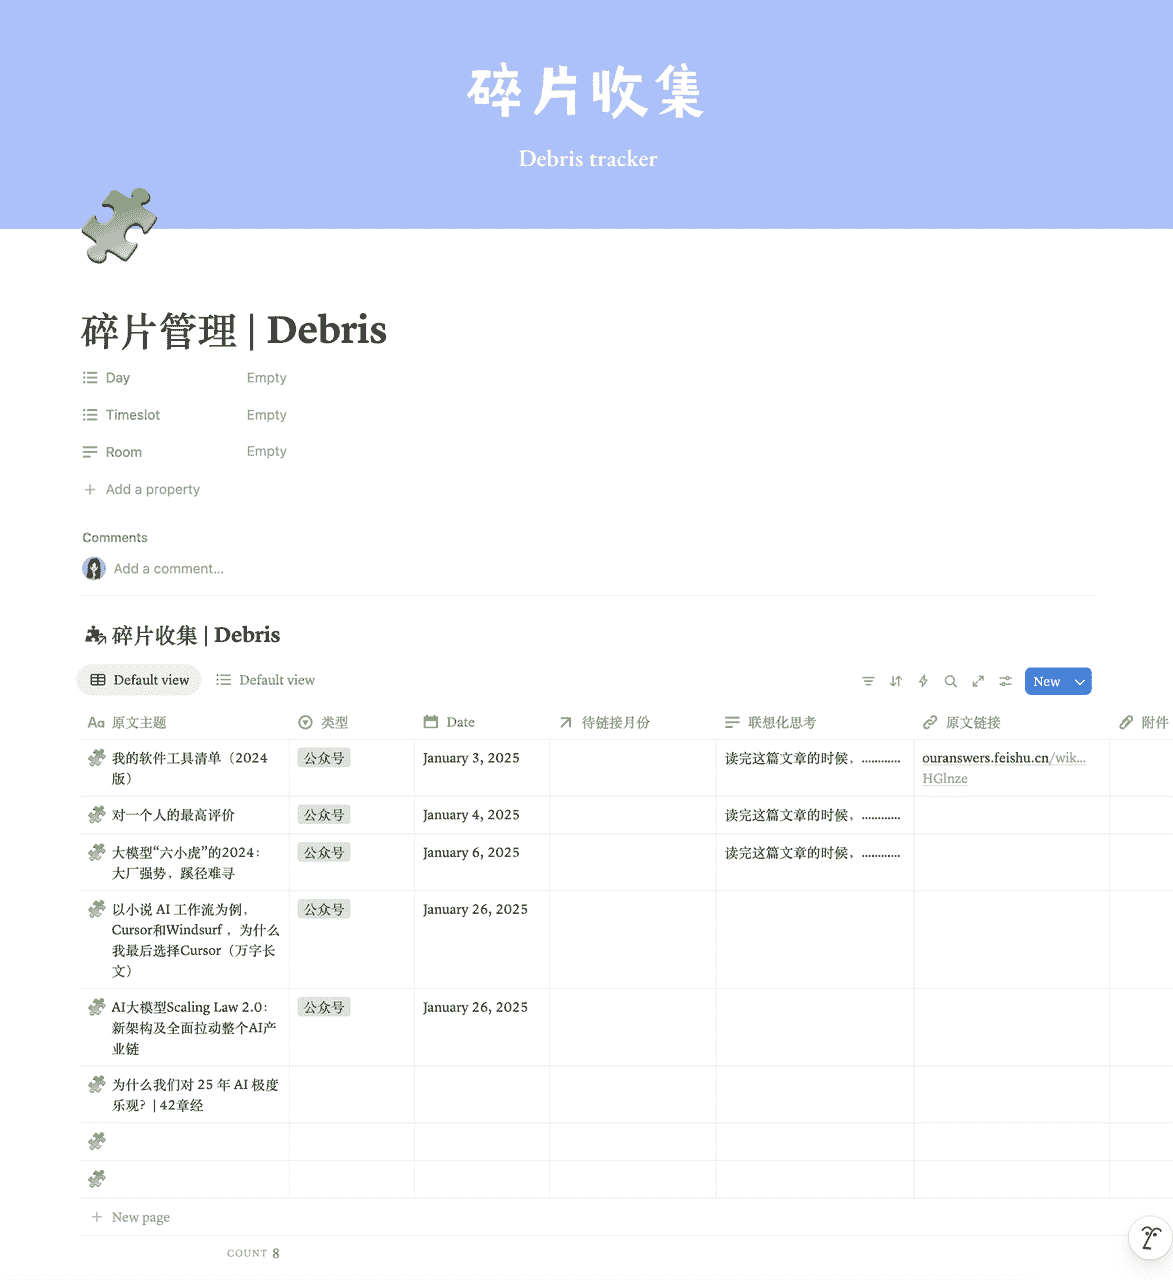 碎片收集
Debris tracker
碎片管理 | Debris
Day Empty
Timeslot Empty
Room Empty
Add a property
Comments
Add a comment...
碎片收集 | Debris
Default view Default view New
Aa 原文主题 类型 Date 待链接月份 联想化思考 原文链接 附件
我的软件工具清单（2024 公众号 January 3, 2025 读完这篇文章的时候，............ ouranswers.feishu.cn/wik...
版） HGlnze
对一个人的最高评价 公众号 January 4, 2025 读完这篇文章的时候，............
大模型“六小虎”的2024： 公众号 January 6, 2025 读完这篇文章的时候，............
大厂强势，蹊径难寻
以小说 AI 工作流为例， 公众号 January 26, 2025
Cursor和Windsurf ，为什么
我最后选择Cursor（万字长
文）
AI大模型Scaling Law 2.0： 公众号 January 26, 2025
新架构及全面拉动整个AI产
业链
为什么我们对 25 年 AI 极度
乐观？| 42章经
New page
COUNT 8